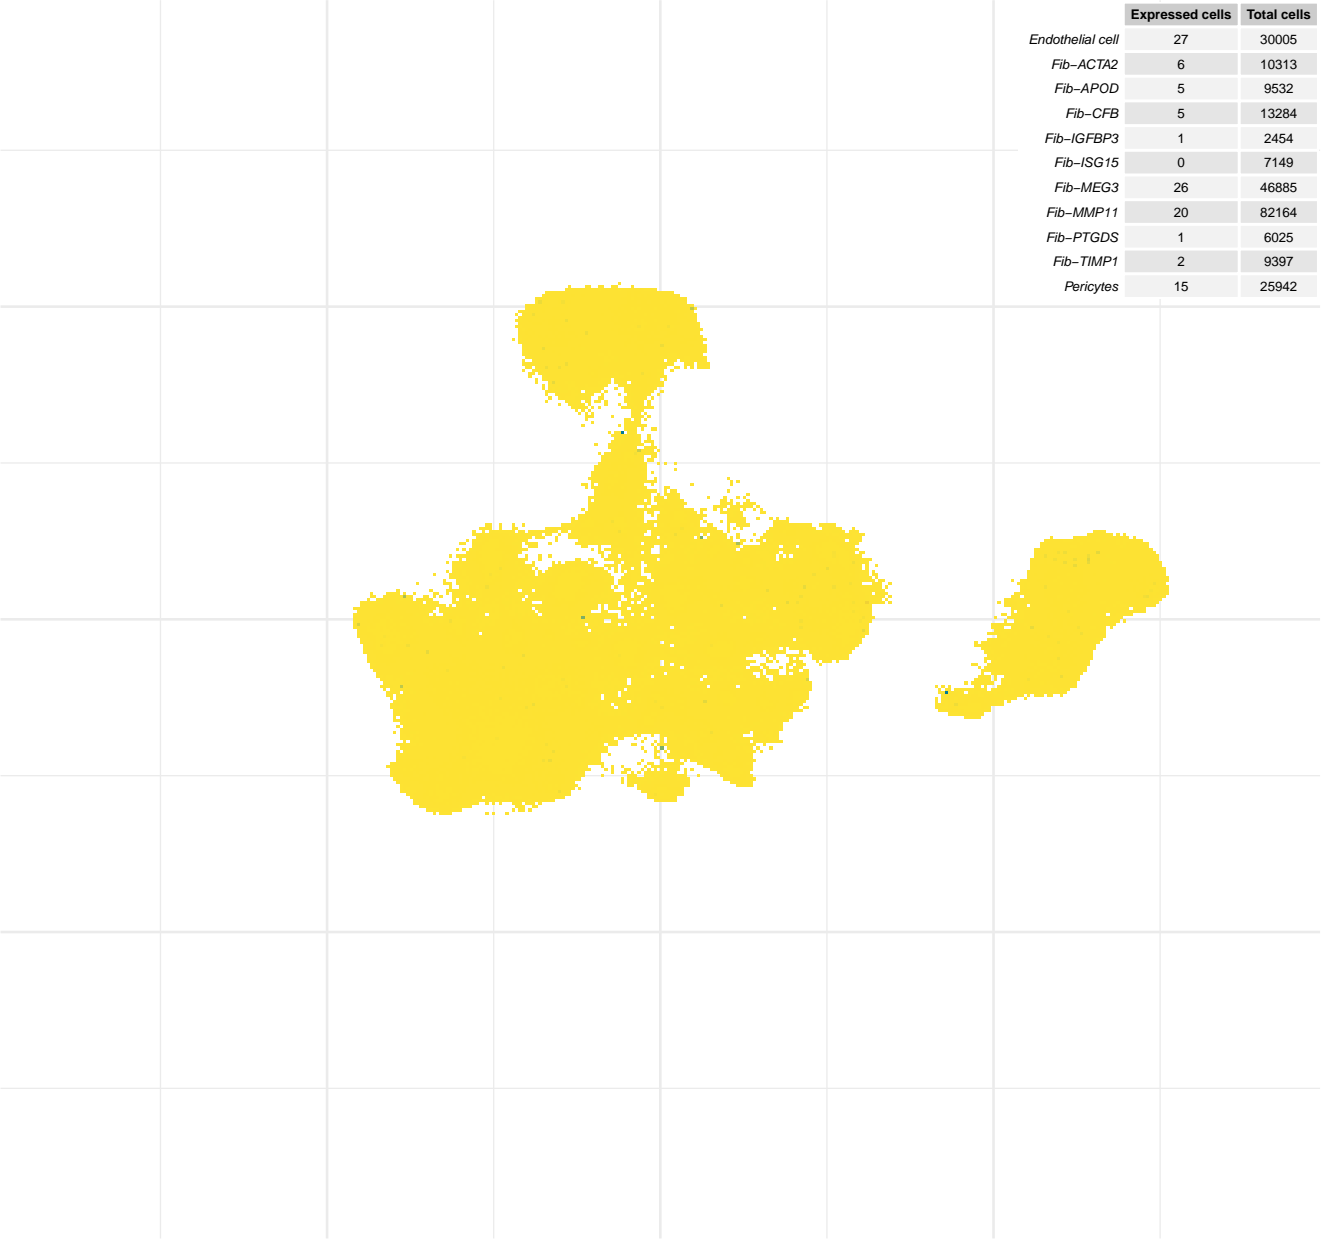 Expressed cells Total cells
Endothelial cell 27 30005
Fib−ACTA2 6 10313
Fib−APOD 5 9532
Fib−CFB 5 13284
Fib−IGFBP3 1 2454
Fib−ISG15 0 7149
Fib−MEG3 26 46885
Fib−MMP11 20 82164
Fib−PTGDS 1 6025
Fib−TIMP1 2 9397
Pericytes 15 25942